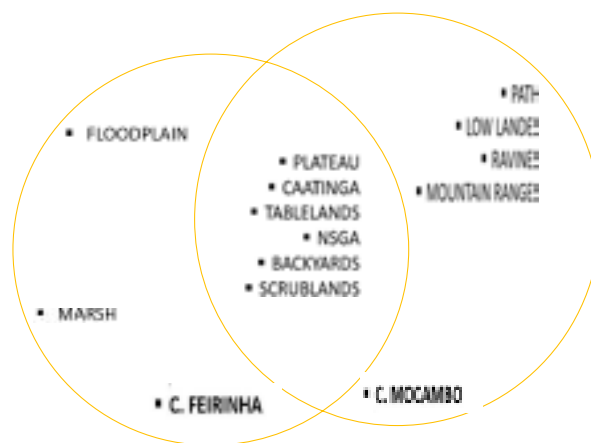 ▪ FLOODPLAIN
▪ MARSH
▪ C. FEIRINHA
▪ PLATEAU
▪ CAATINGA
▪ TABLELANDS
▪ NSGA
▪ BACKYARDS
▪ SCRUBLANDS
▪ PATH
▪ LOW LANDES
▪ RAVINES
▪ MOUNTAIN RANGES
▪ C. MOCAMBO